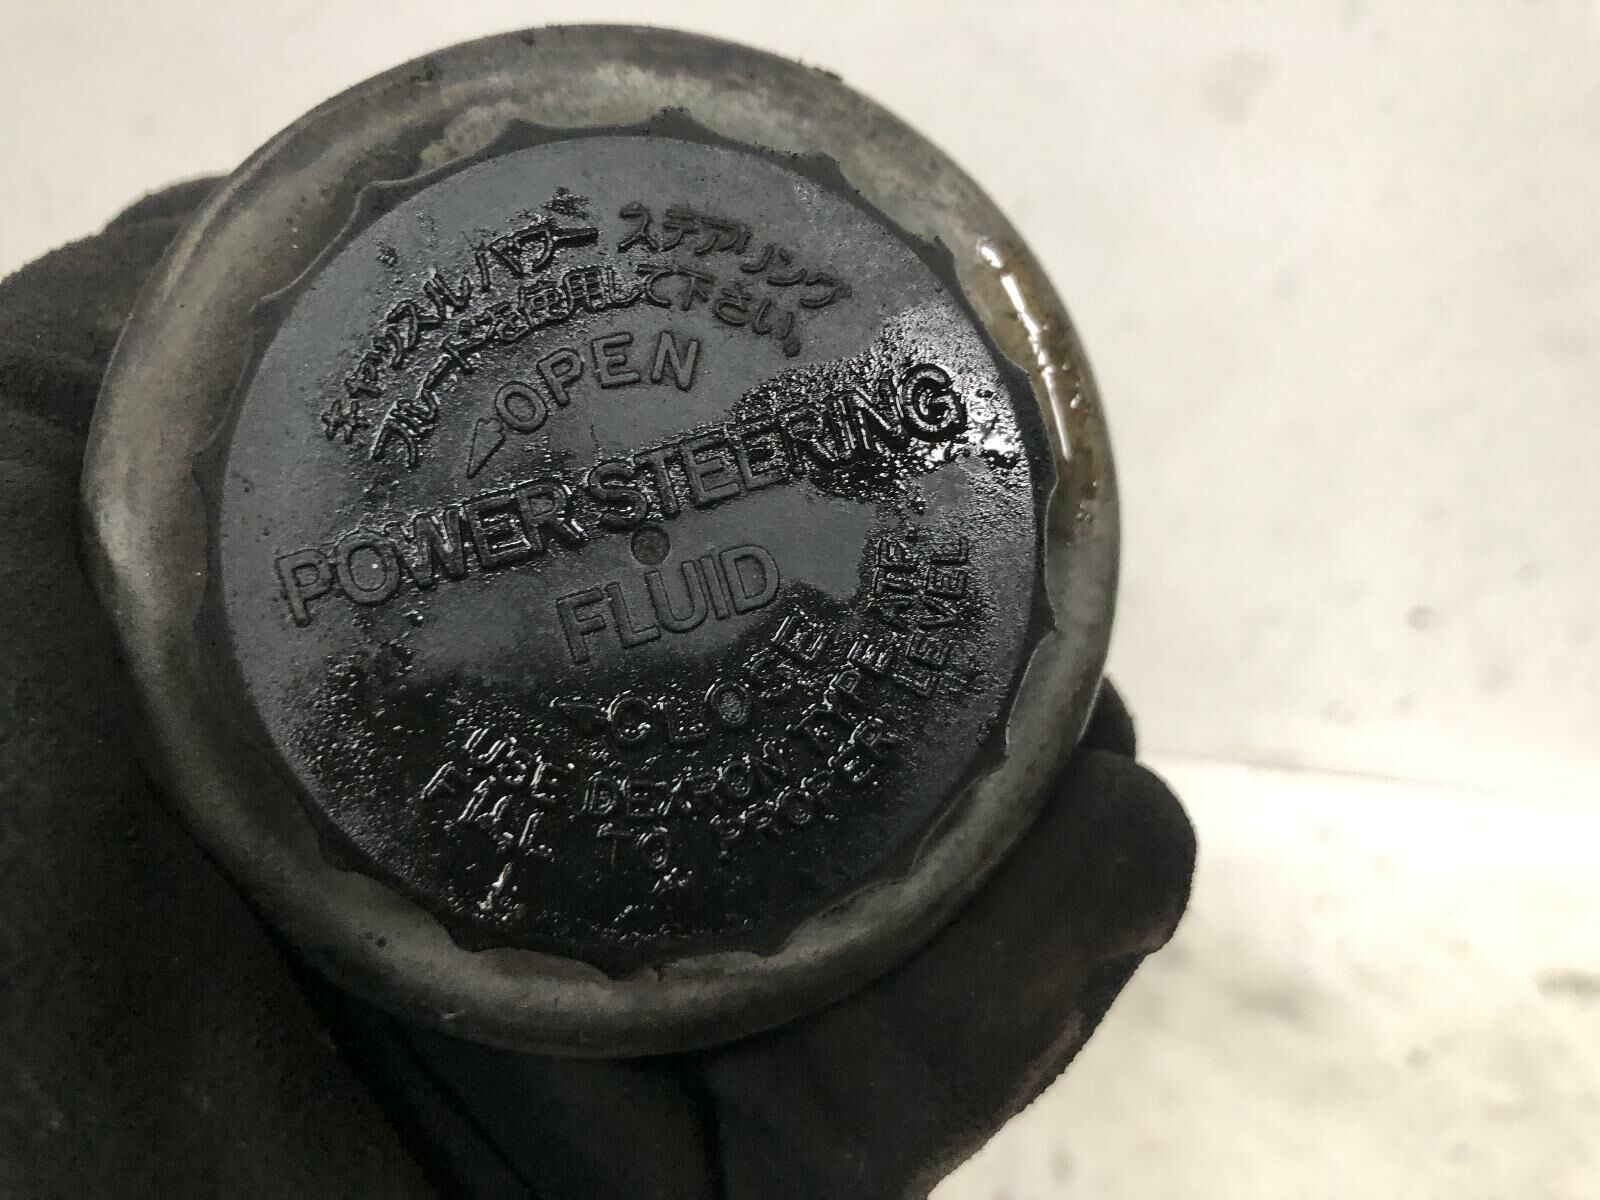 キャッスル パワー ステアリング
フルードを使用して下さい。
OPEN
POWER STEERING
FLUID
CLOSE
USE DEXRON TYPE ATF.
FILL TO PROPER LEVEL